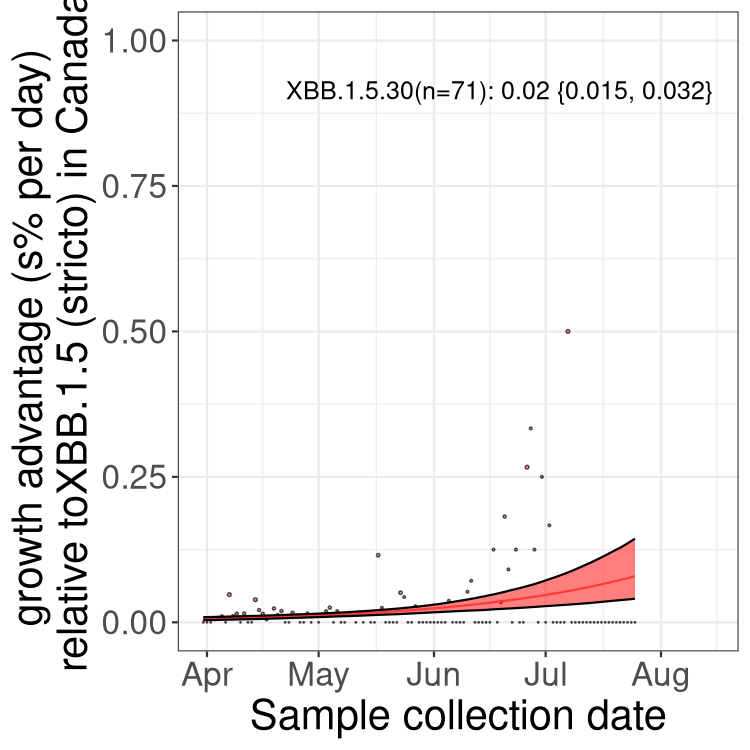 growth advantage (s% per day)
relative toXBB.1.5 (stricto) in Canada
1.00
XBB.1.5.30(n=71): 0.02 {0.015, 0.032}
0.75
0.50
0.25
0.00
Apr May Jun Jul Aug
Sample collection date